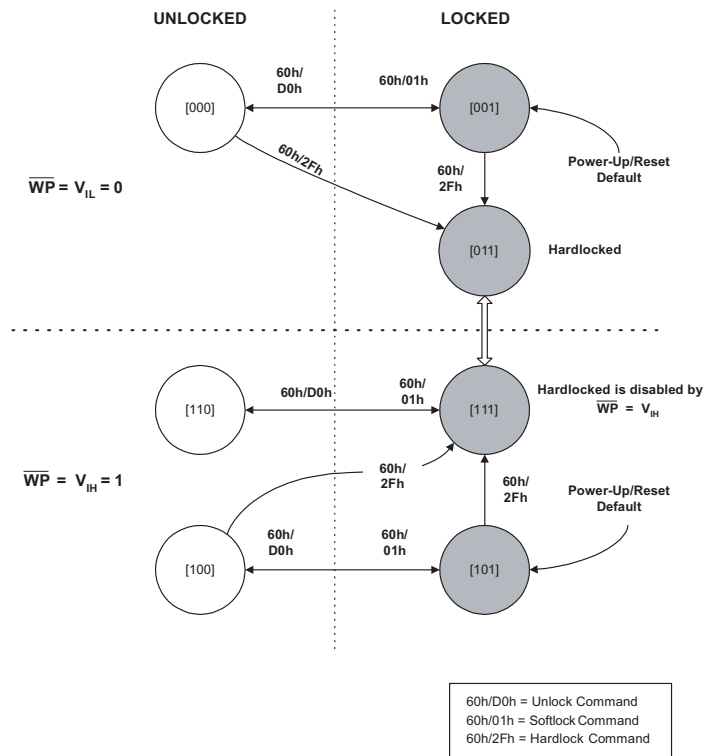 UNLOCKED
LOCKED
60h/
D0h
60h/01h
[000]
[001]
60h/2Fh
60h/
2Fh
Power-Up/Reset
Default
WP = VIL = 0
[011]
Hardlocked
60h/D0h
60h/
01h
[110]
[111]
Hardlocked is disabled by
WP = VIH
WP = VIH = 1
60h/
2Fh
60h/
2Fh
Power-Up/Reset
Default
60h/
D0h
60h/
01h
[100]
[101]
60h/D0h = Unlock Command
60h/01h = Softlock Command
60h/2Fh = Hardlock Command